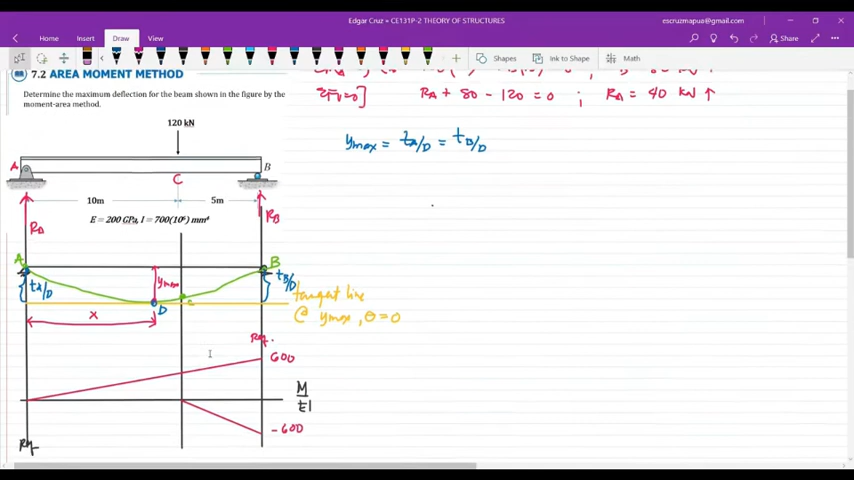 Edgar Cruz > CE131P-2 THEORY OF STRUCTURES
escruzmapua@gmail.com
Home Insert Draw View
Share
Shapes Ink to Shape Math
7.2 AREA MOMENT METHOD
Determine the maximum deflection for the beam shown in the figure by the
moment-area method.
ΣFv=0] RA + 80 - 120 = 0 ; RA = 40 kN ↑
ymax = tA/D = tB/D
120 kN
A
B
C
10m 5m
E = 200 GPa, I = 700(10⁶) mm⁴
RA
RB
A
B
tA/D
ymax
tB/D
D
C
tangent line
@ ymax, θ = 0
x
Ref.
600
M
EI
-600
Ref